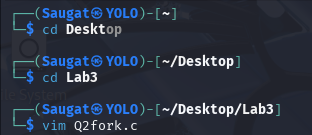 ┌──(Saugat㉿YOLO)-[~]
└─$ cd Desktop
┌──(Saugat㉿YOLO)-[~/Desktop]
└─$ cd Lab3
┌──(Saugat㉿YOLO)-[~/Desktop/Lab3]
└─$ vim Q2fork.c